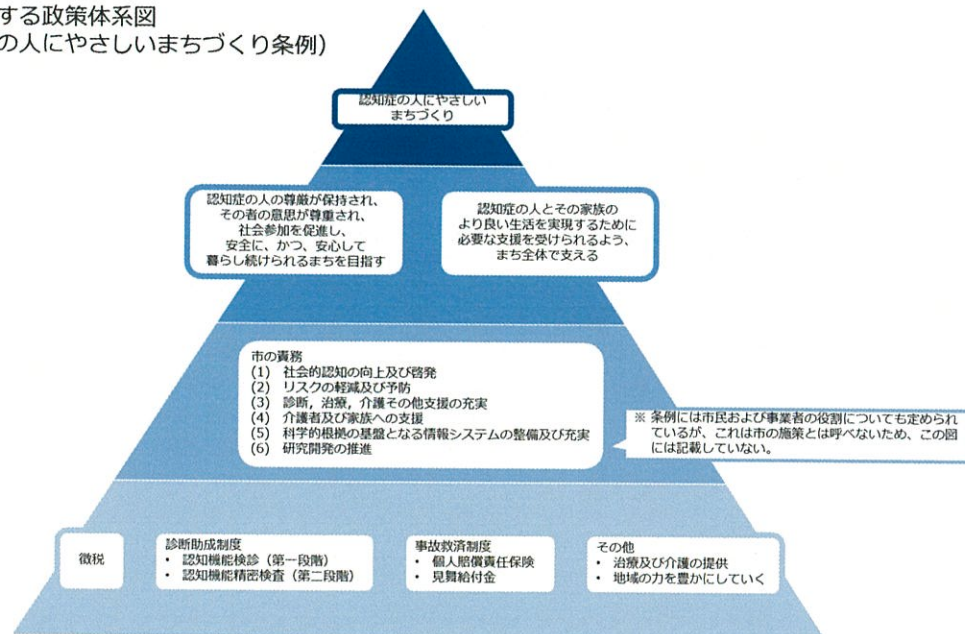 する政策体系図
の人にやさしいまちづくり条例）
認知症の人にやさしい
まちづくり
認知症の人の尊厳が保持され、
その者の意思が尊重され、
社会参加を促進し、
安全に、かつ、安心して
暮らし続けられるまちを目指す
認知症の人とその家族の
より良い生活を実現するために
必要な支援を受けられるよう、
まち全体で支える
市の責務
(1) 社会的認知の向上及び啓発
(2) リスクの軽減及び予防
(3) 診断，治療，介護その他支援の充実
(4) 介護者及び家族への支援
(5) 科学的根拠の基盤となる情報システムの整備及び充実
(6) 研究開発の推進
※ 条例には市民および事業者の役割についても定められ
ているが、これは市の施策とは呼べないため、この図
には記載していない。
徴税
診断助成制度
・ 認知機能検診（第一段階）
・ 認知機能精密検査（第二段階）
事故救済制度
・ 個人賠償責任保険
・ 見舞給付金
その他
・ 治療及び介護の提供
・ 地域の力を豊かにしていく